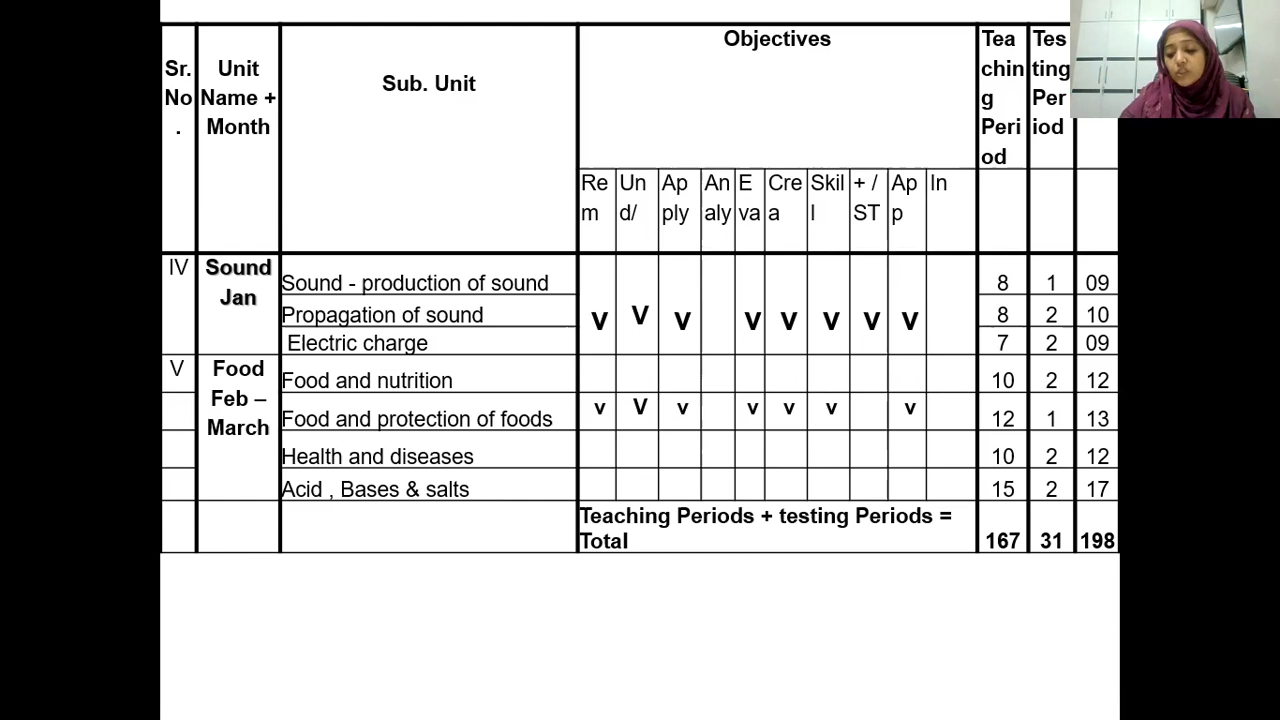 Sr. No .
Unit Name + Month
Sub. Unit
Objectives
Tea chin g Peri od
Tes ting Per iod
Re m
Un d/
Ap ply
An aly
E va
Cre a
Skil l
+ / ST
Ap p
In
IV
Sound Jan
Sound - production of sound
8 1 09
Propagation of sound
8 2 10
V V V V V V V V
Electric charge
7 2 09
V
Food Feb – March
Food and nutrition
10 2 12
Food and protection of foods
v V v v v v v
12 1 13
Health and diseases
10 2 12
Acid , Bases & salts
15 2 17
Teaching Periods + testing Periods =
Total
167 31 198